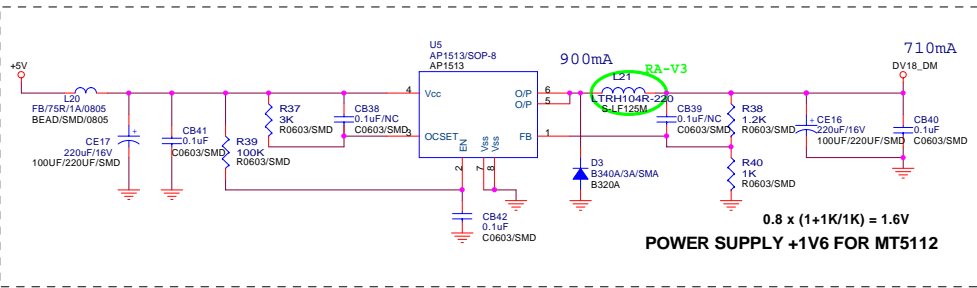 +5V
L20
FB/75R/1A/0805
BEAD/SMD/0805
CE17
220uF/16V
100UF/220UF/SMD
+
CB41
0.1uF
C0603/SMD
R39
100K
R0603/SMD
R37
3K
R0603/SMD
CB38
0.1uF/NC
C0603/SMD
U5
AP1513/SOP-8
AP1513
4
Vcc
3
OCSET
EN
2
Vss
Vss
7
8
O/P
O/P
6
5
FB
1
CB42
0.1uF
C0603/SMD
900mA
RA-V3
L21
LTRH104R-220
S-LF125M
D3
B340A/3A/SMA
B320A
CB39
0.1uF/NC
C0603/SMD
R38
1.2K
R0603/SMD
R40
1K
R0603/SMD
+
CE16
220uF/16V
100UF/220UF/SMD
710mA
DV18_DM
CB40
0.1uF
C0603/SMD
0.8 x (1+1K/1K) = 1.6V
POWER SUPPLY +1V6 FOR MT5112